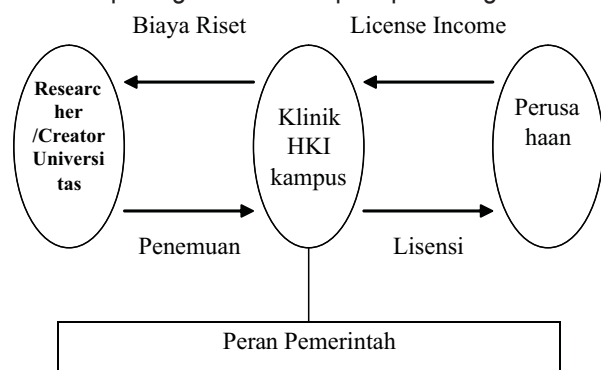 Biaya Riset
License Income
Researc
her
/Creator
Universi
tas
Klinik
HKI
kampus
Perusa
haan
Penemuan
Lisensi
Peran Pemerintah